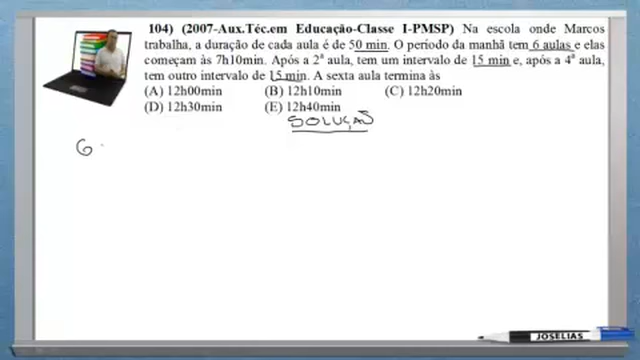 104) (2007-Aux.Téc.em Educação-Classe I-PMSP) Na escola onde Marcos
trabalha, a duração de cada aula é de 50 min. O periodo da manhã tem 6 aulas e elas
começam às 7h10min. Após a 2ª aula, tem um intervalo de 15 min e, após a 4ª aula,
tem outro intervalo de 15 min. A sexta aula termina às
(A) 12h00min (B) 12h10min (C) 12h20min
(D) 12h30min (E) 12h40min
SOLUÇÃO
6
JOSELIAS